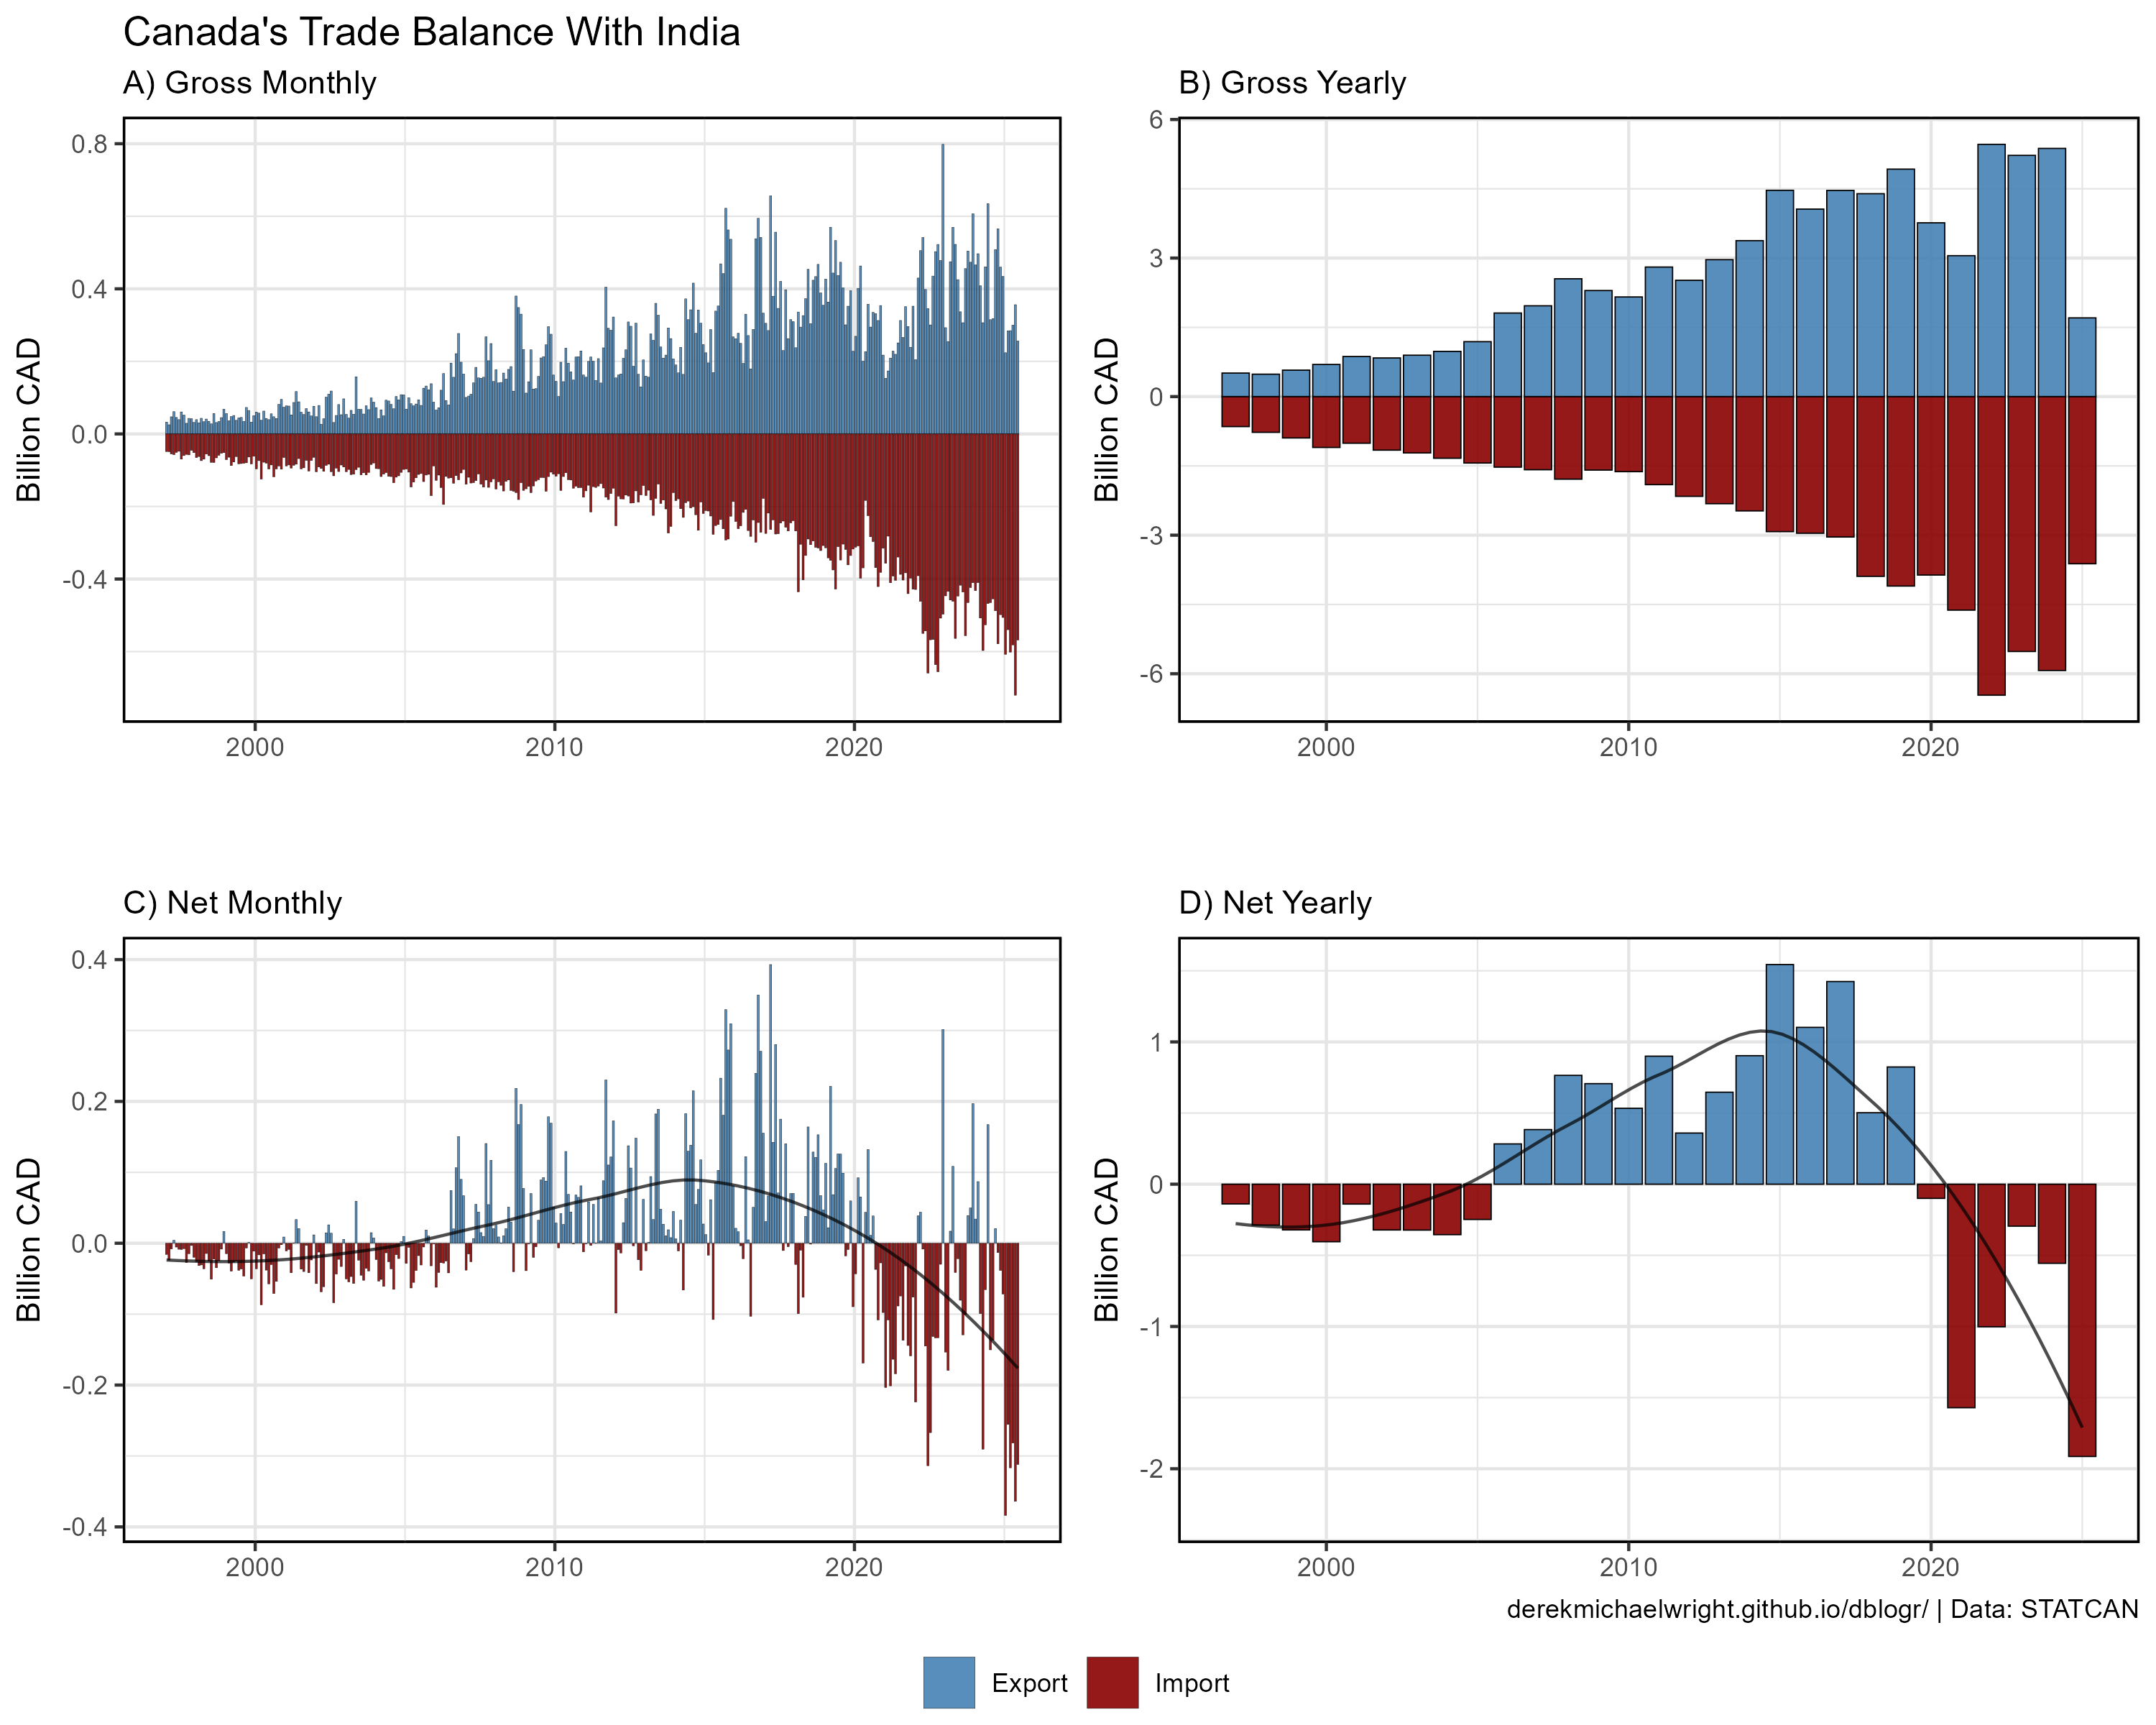 Canada's Trade Balance With India
A) Gross Monthly
0.8
0.4
0.0
-0.4
Billion CAD
2000 2010 2020
B) Gross Yearly
6
3
0
-3
-6
Billion CAD
2000 2010 2020
C) Net Monthly
0.4
0.2
0.0
-0.2
-0.4
Billion CAD
2000 2010 2020
D) Net Yearly
1
0
-1
-2
Billion CAD
2000 2010 2020
derekmichaelwright.github.io/dblogr/ | Data: STATCAN
Export Import